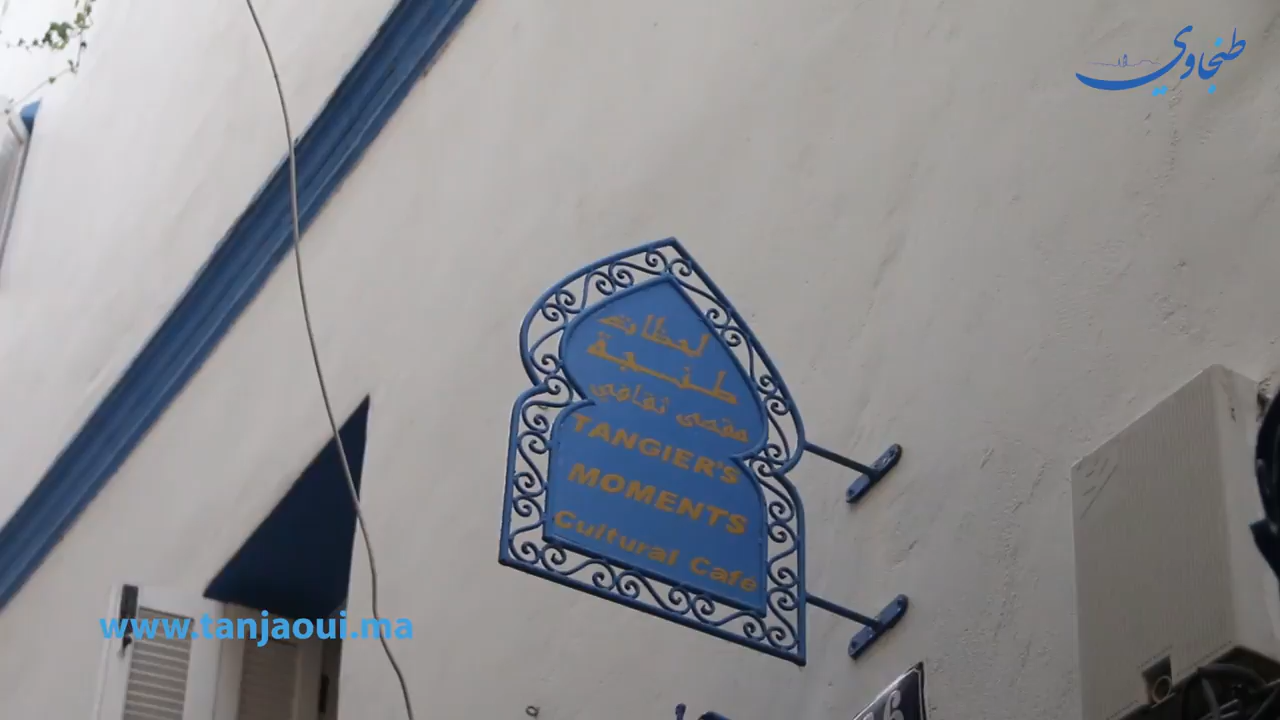 طنجاوي
لحظات
طنجة
مقهى ثقافي
TANGIER'S
MOMENTS
Cultural Cafe
www.tanjaoui.ma